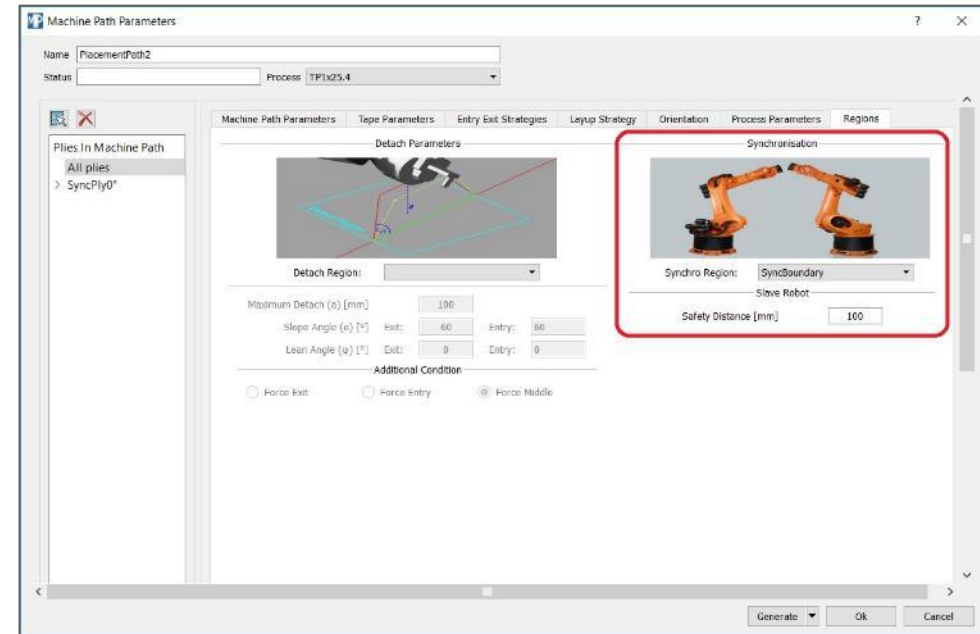 MP Machine Path Parameters ? ×
Name PlacementPath2
Status Process TP1x25.4
Machine Path Parameters Tape Parameters Entry Exit Strategies Layup Strategy Orientation Process Parameters Regions
Plies In Machine Path
All plies
> SyncPly0°
Detach Parameters
Detach Region:
Maximum Detach (a) [mm] 100
Slope Angle (ø) [º] Exit: 60 Entry: 60
Lean Angle (φ) [º] Exit: 0 Entry: 0
Additional Condition
Force Exit Force Entry Force Middle
Synchronisation
Synchro Region: SyncBoundary
Slave Robot
Safety Distance [mm] 100
Generate Ok Cancel